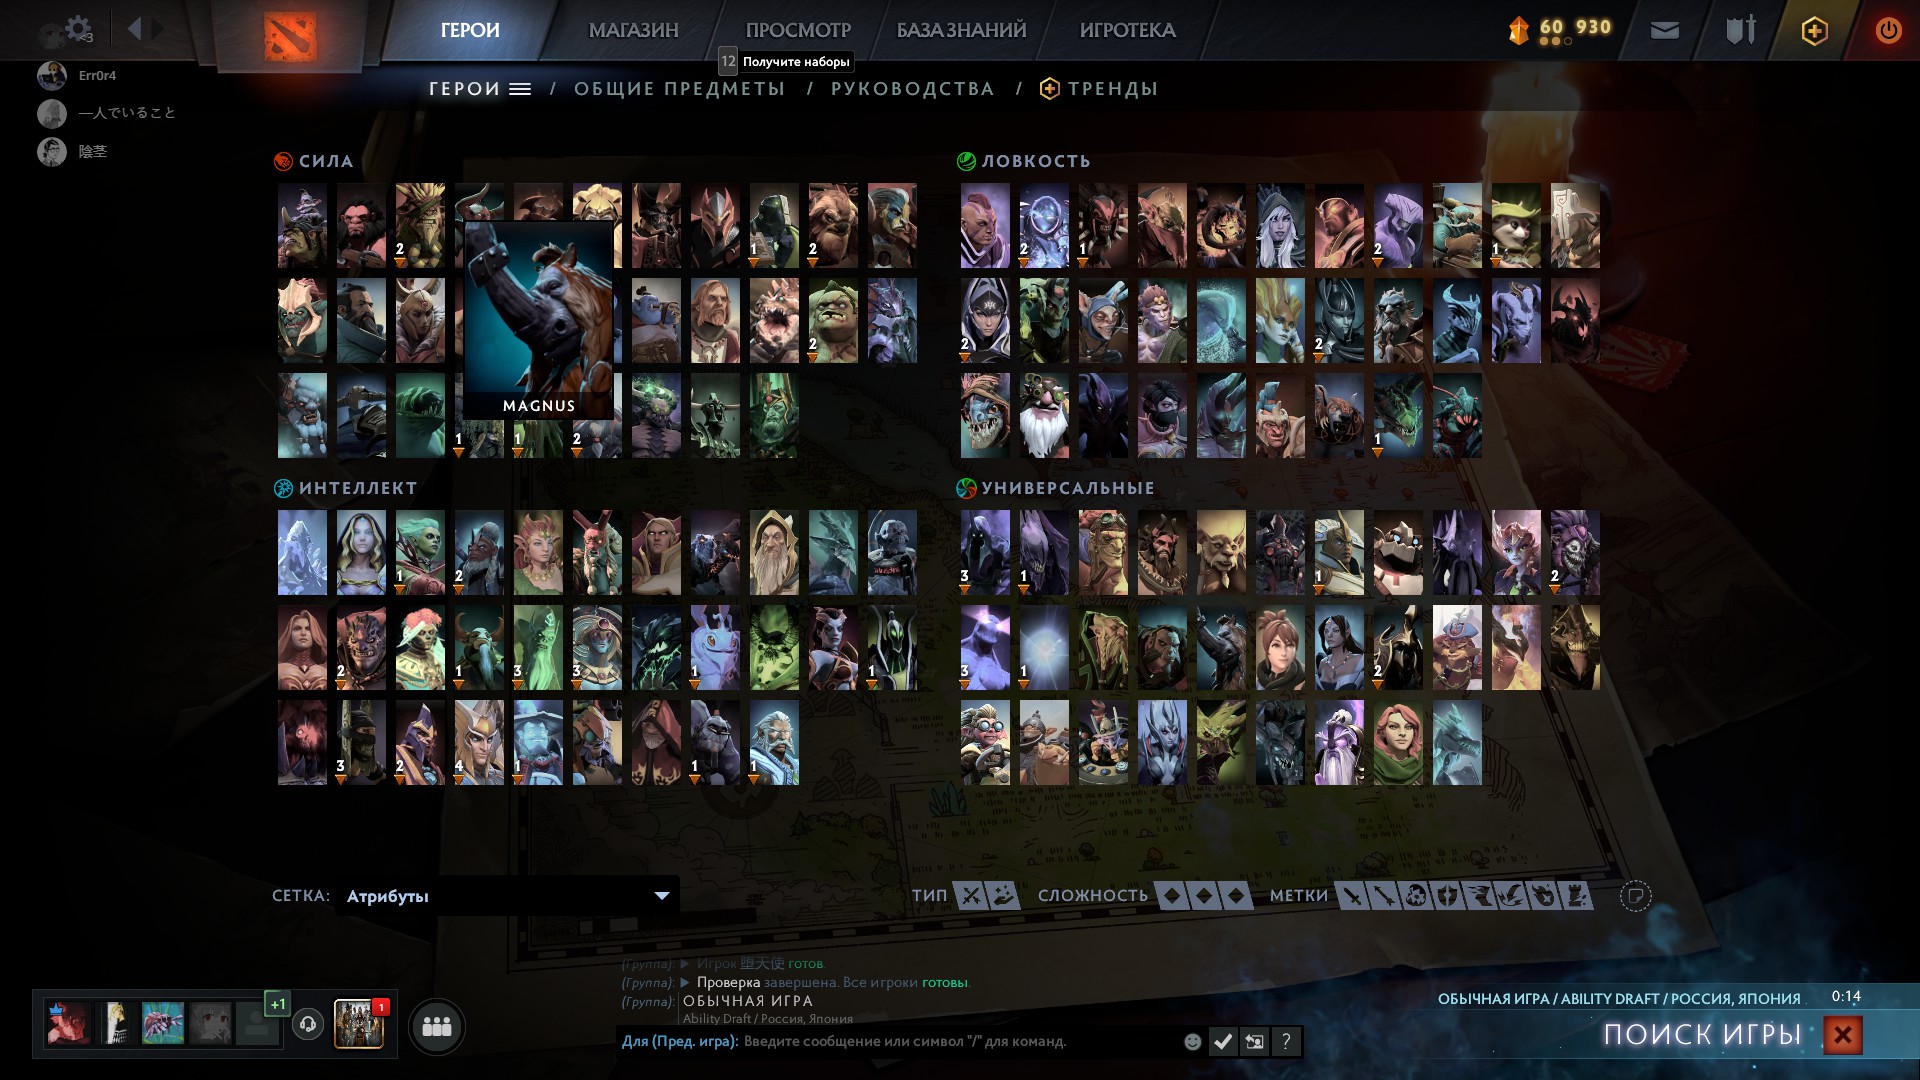 <3
ГЕРОИ
МАГАЗИН
ПРОСМОТР
БАЗА ЗНАНИЙ
ИГРОТЕКА
60 930
12 Получите наборы
Err0r4
一人でいること
陰茎
ГЕРОИ / ОБЩИЕ ПРЕДМЕТЫ / РУКОВОДСТВА / ТРЕНДЫ
СИЛА
2 1 2
2
MAGNUS
1 1 2
ЛОВКОСТЬ
2 1 2 1
2 2
1
ИНТЕЛЛЕКТ
1 2
2 1 3 3 1 1
3 2 4 1 1 1
УНИВЕРСАЛЬНЫЕ
3 1 1 2
3 1 2
СЕТКА: Атрибуты
ТИП
СЛОЖНОСТЬ
МЕТКИ
(Группа): Игрок 堕天使 готов.
(Группа): Проверка завершена. Все игроки готовы.
(Группа): ОБЫЧНАЯ ИГРА
Ability Draft / Россия, Япония
Для (Пред. игра): Введите сообщение или символ "/" для команд.
?
+1
1
ОБЫЧНАЯ ИГРА / ABILITY DRAFT / РОССИЯ, ЯПОНИЯ 0:14
ПОИСК ИГРЫ